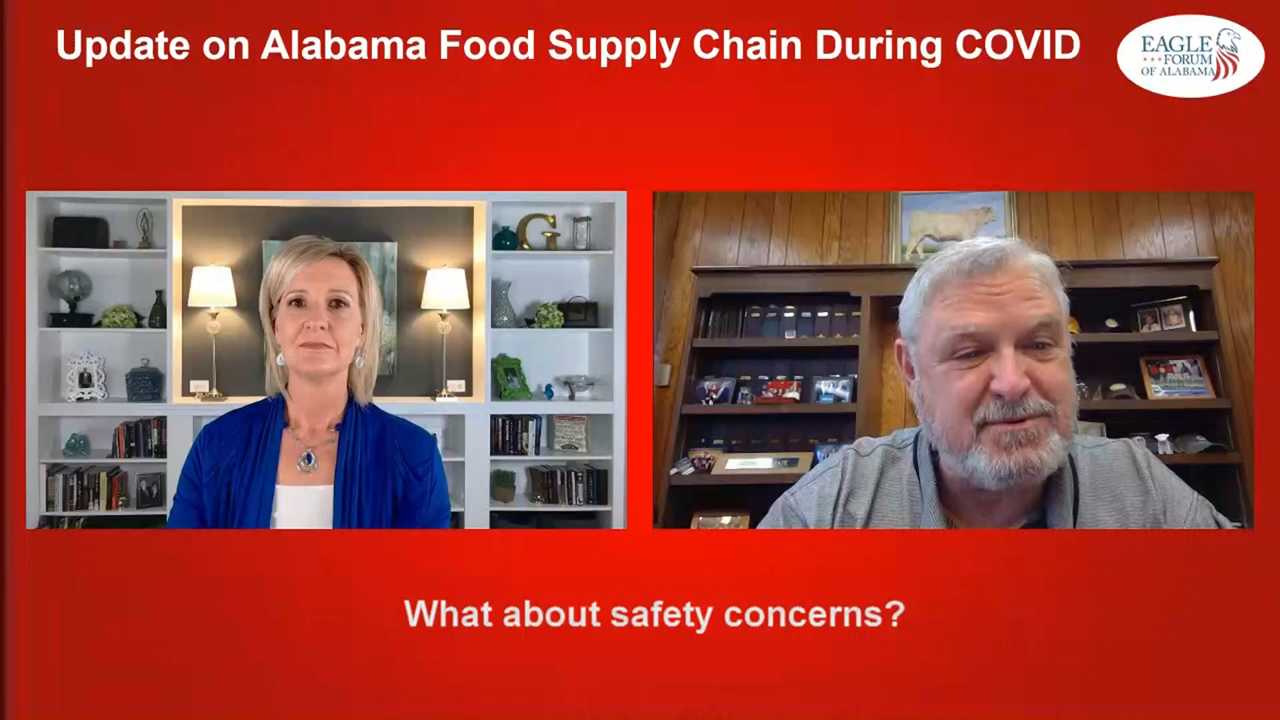 Update on Alabama Food Supply Chain During COVID
EAGLE
FORUM
OF ALABAMA
G
What about safety concerns?